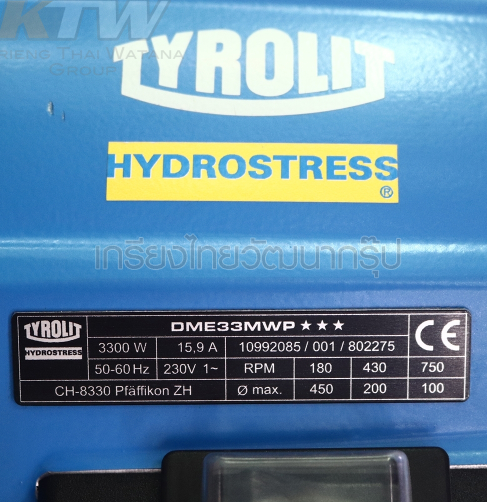 KTW
RIENG THAI WATANA
GROUP
TYROLIT
HYDROSTRESS
®
เกรียงไทยวัฒนากรุ๊ป
TYROLIT
HYDROSTRESS
DME33MWP ★★★
3300 W 15,9 A 10992085 / 001 / 802275
50-60 Hz 230V 1~ RPM 180 430 750
CH-8330 Pfäffikon ZH Ø max. 450 200 100
CE